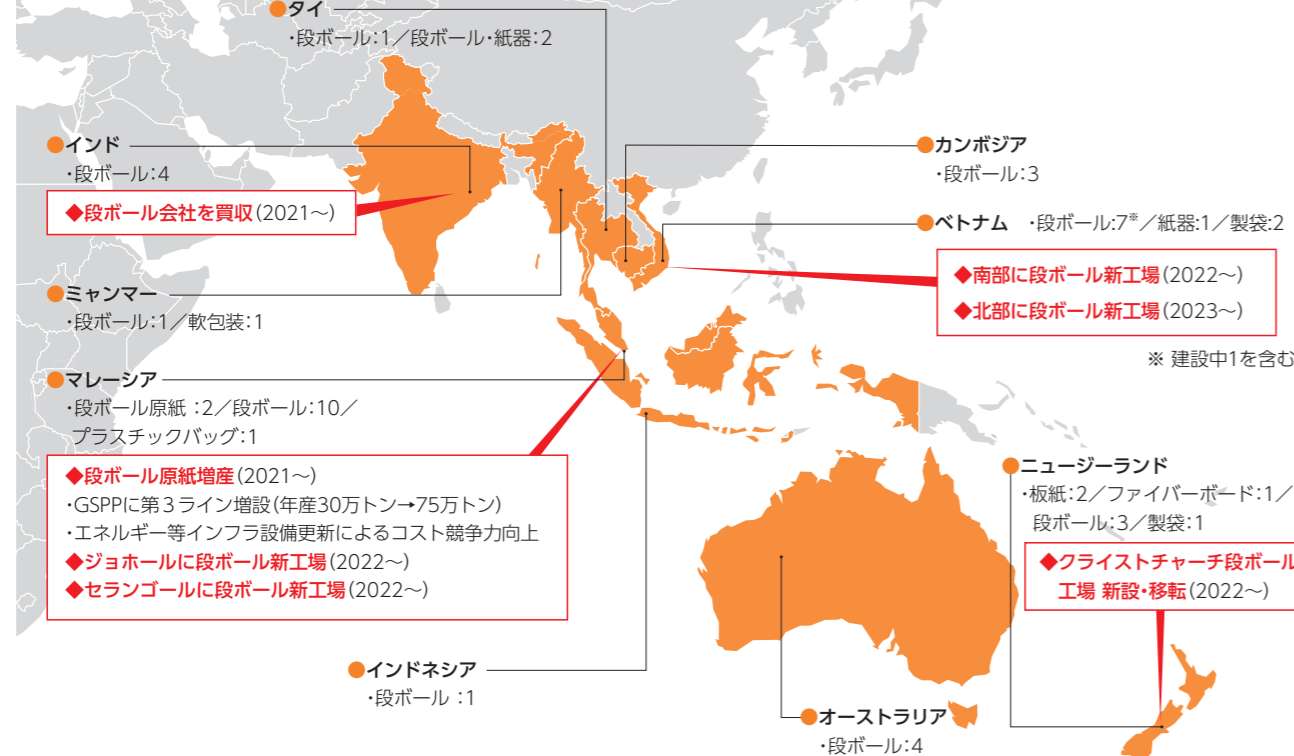 ●タイ
・段ボール：1／段ボール・紙器：2
●インド
・段ボール：4
◆段ボール会社を買収（2021～）
●カンボジア
・段ボール：3
●ベトナム ・段ボール:7※／紙器:1／製袋:2
◆南部に段ボール新工場（2022～）
◆北部に段ボール新工場（2023～）
※ 建設中1を含む
●ミャンマー
・段ボール：1／軟包装：1
●マレーシア
・段ボール原紙 ：2／段ボール：10／
プラスチックバッグ：1
◆段ボール原紙増産（2021～）
・GSPPに第３ライン増設（年産30万トン→75万トン）
・エネルギー等インフラ設備更新によるコスト競争力向上
◆ジョホールに段ボール新工場（2022～）
◆セランゴールに段ボール新工場（2022～）
●ニュージーランド
・板紙：2／ファイバーボード：1／
段ボール：3／製袋：1
◆クライストチャーチ段ボール
工場 新設・移転（2022～）
●インドネシア
・段ボール ：1
●オーストラリア
・段ボール：4